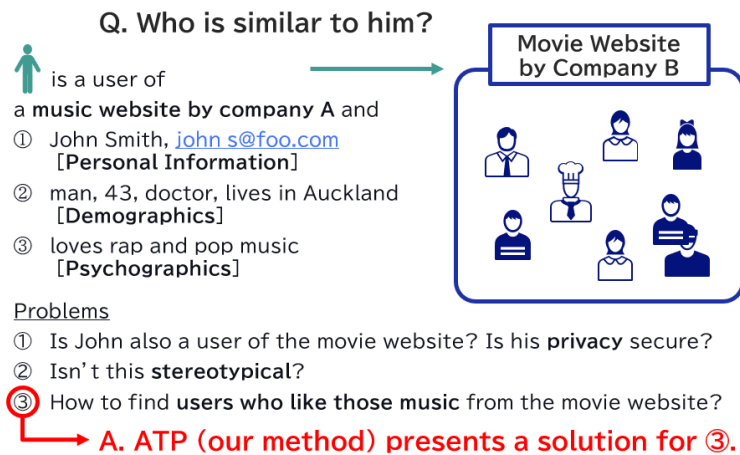 Q. Who is similar to him?
Movie Website
by Company B
is a user of
a music website by company A and
① John Smith, john s@foo.com
[Personal Information]
② man, 43, doctor, lives in Auckland
[Demographics]
③ loves rap and pop music
[Psychographics]
Problems
① Is John also a user of the movie website? Is his privacy secure?
② Isn't this stereotypical?
③ How to find users who like those music from the movie website?
A. ATP (our method) presents a solution for ③.